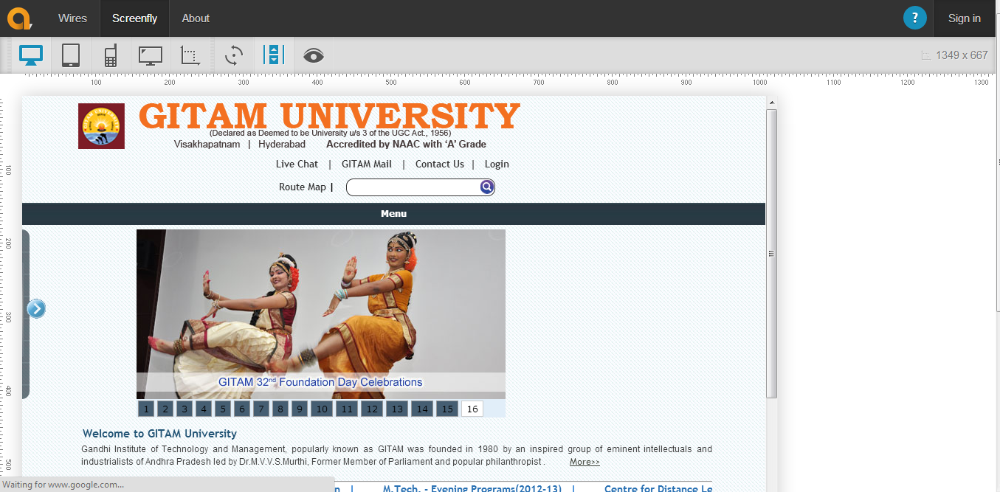 Wires Screenfly About ? Sign in
1349 x 667
100 200 300 400 500 600 700 800 900 1000 1100 1200 1300
GITAM UNIVERSITY
(Declared as Deemed to be University u/s 3 of the UGC Act., 1956)
Visakhapatnam | Hyderabad Accredited by NAAC with ‘A’ Grade
Live Chat | GITAM Mail | Contact Us | Login
Route Map |
Menu
100
200
300
400
500
GITAM 32nd Foundation Day Celebrations
1 2 3 4 5 6 7 8 9 10 11 12 13 14 15 16
Welcome to GITAM University
Gandhi Institute of Technology and Management, popularly known as GITAM was founded in 1980 by an inspired group of eminent intellectuals and
industrialists of Andhra Pradesh led by Dr.M.V.V.S.Murthi, Former Member of Parliament and popular philanthropist . More>>
n | M.Tech. - Evening Programs(2012-13) | Centre for Distance Le
Waiting for www.google.com...